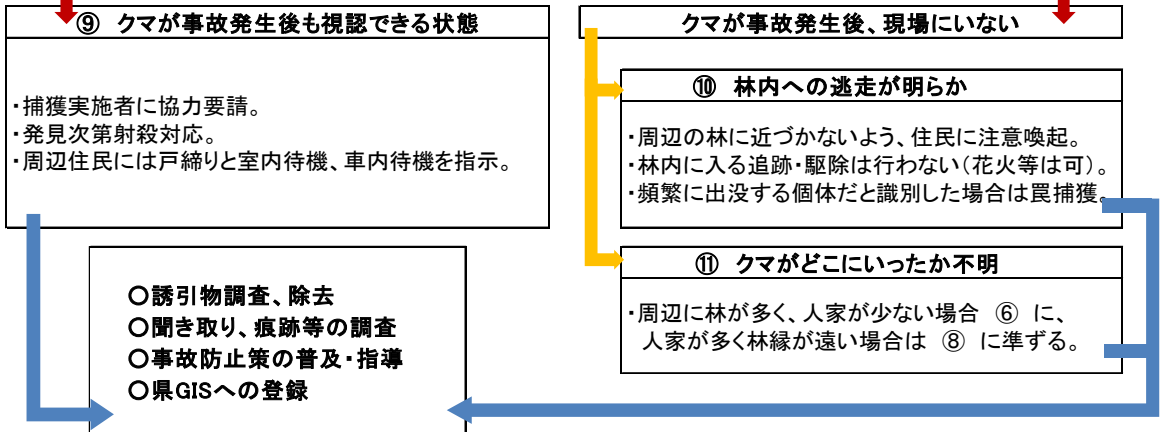 ⑨ クマが事故発生後も視認できる状態
・捕獲実施者に協力要請。
・発見次第射殺対応。
・周辺住民には戸締りと室内待機、車内待機を指示。
クマが事故発生後、現場にいない
⑩ 林内への逃走が明らか
・周辺の林に近づかないよう、住民に注意喚起。
・林内に入る追跡・駆除は行わない（花火等は可）。
・頻繁に出没する個体だと識別した場合は罠捕獲。
⑪ クマがどこにいったか不明
・周辺に林が多く、人家が少ない場合 ⑥ に、
人家が多く林縁が遠い場合は ⑧ に準ずる。
〇誘引物調査、除去
〇聞き取り、痕跡等の調査
〇事故防止策の普及・指導
〇県GISへの登録